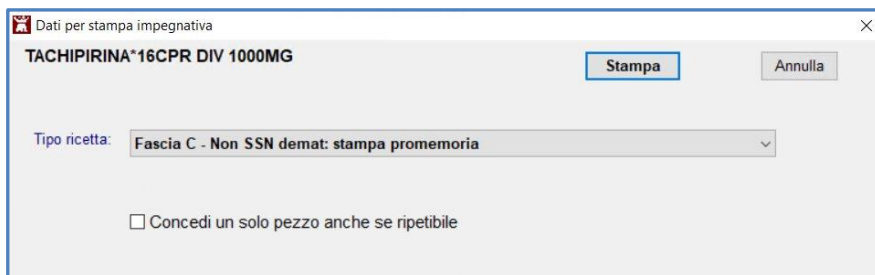 Dati per stampa impegnativa
TACHIPIRINA*16CPR DIV 1000MG
Stampa
Annulla
Tipo ricetta:
Fascia C - Non SSN demat: stampa promemoria
Concedi un solo pezzo anche se ripetibile